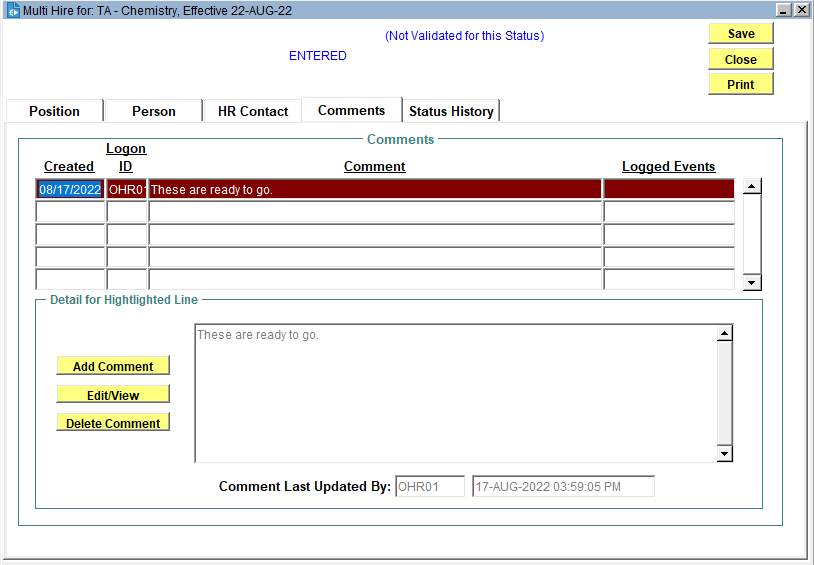 Multi Hire for: TA - Chemistry, Effective 22-AUG-22
(Not Validated for this Status)
Save
ENTERED
Close
Print
Position Person HR Contact Comments Status History
Comments
Created Logon ID Comment Logged Events
08/17/2022 OHR01 These are ready to go.
Detail for Hightlighted Line
These are ready to go.
Add Comment
Edit/View
Delete Comment
Comment Last Updated By: OHR01 17-AUG-2022 03:59:05 PM